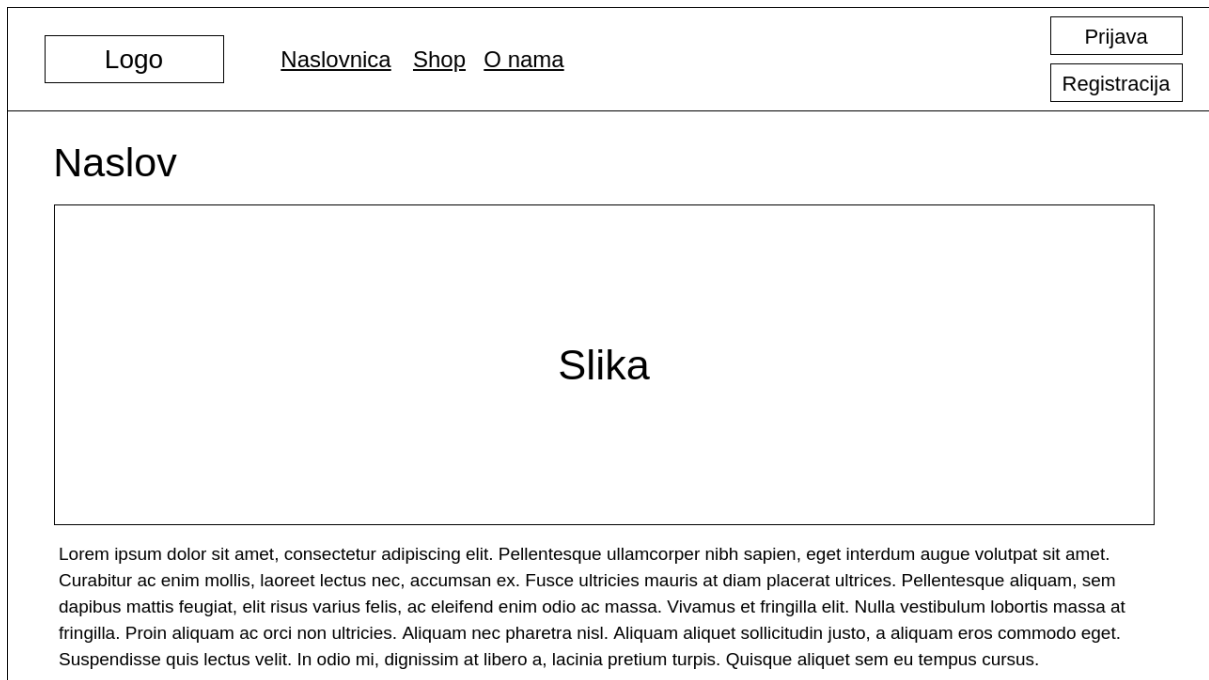 Logo
Naslovnica Shop O nama
Prijava
Registracija
Naslov
Slika
Lorem ipsum dolor sit amet, consectetur adipiscing elit. Pellentesque ullamcorper nibh sapien, eget interdum augue volutpat sit amet.
Curabitur ac enim mollis, laoreet lectus nec, accumsan ex. Fusce ultricies mauris at diam placerat ultrices. Pellentesque aliquam, sem
dapibus mattis feugiat, elit risus varius felis, ac eleifend enim odio ac massa. Vivamus et fringilla elit. Nulla vestibulum lobortis massa at
fringilla. Proin aliquam ac orci non ultricies. Aliquam nec pharetra nisl. Aliquam aliquet sollicitudin justo, a aliquam eros commodo eget.
Suspendisse quis lectus velit. In odio mi, dignissim at libero a, lacinia pretium turpis. Quisque aliquet sem eu tempus cursus.